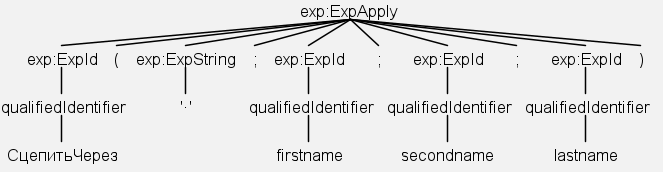 exp:ExpApply
exp:ExpId ( exp:ExpString ; exp:ExpId ; exp:ExpId ; exp:ExpId )
qualifiedIdentifier '·' qualifiedIdentifier qualifiedIdentifier qualifiedIdentifier
СцепитьЧерез firstname secondname lastname